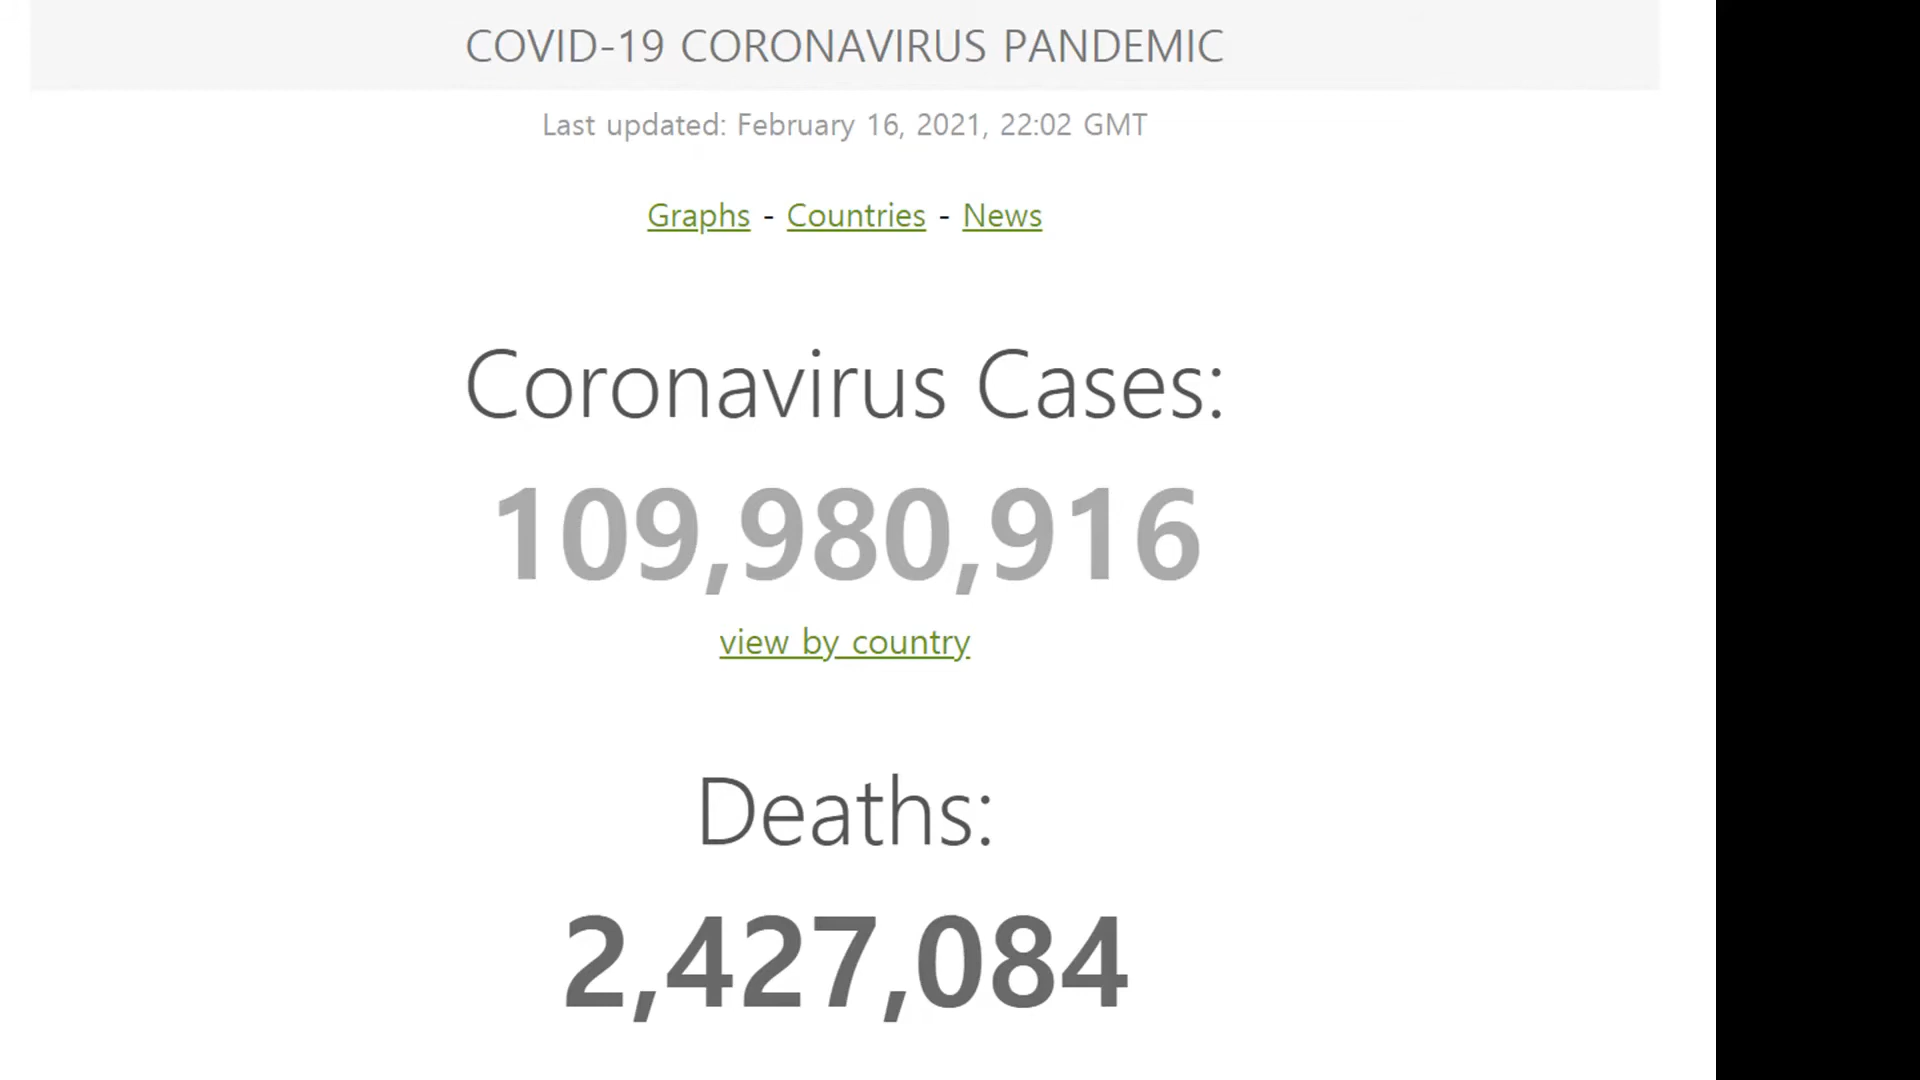 COVID-19 CORONAVIRUS PANDEMIC
Last updated: February 16, 2021, 22:02 GMT
Graphs - Countries - News
Coronavirus Cases:
109,980,916
view by country
Deaths:
2,427,084